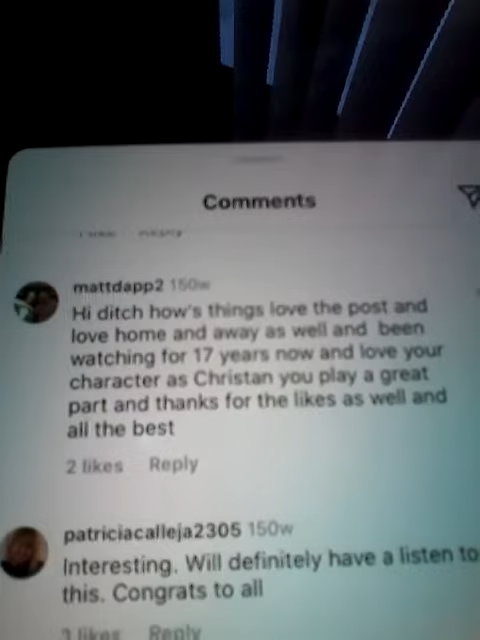 Comments
mattdapp2 150w
Hi ditch how's things love the post and
love home and away as well and been
watching for 17 years now and love your
character as Christan you play a great
part and thanks for the likes as well and
all the best
2 likes Reply
patriciacalleja2305 150w
Interesting. Will definitely have a listen to
this. Congrats to all
likes Reply